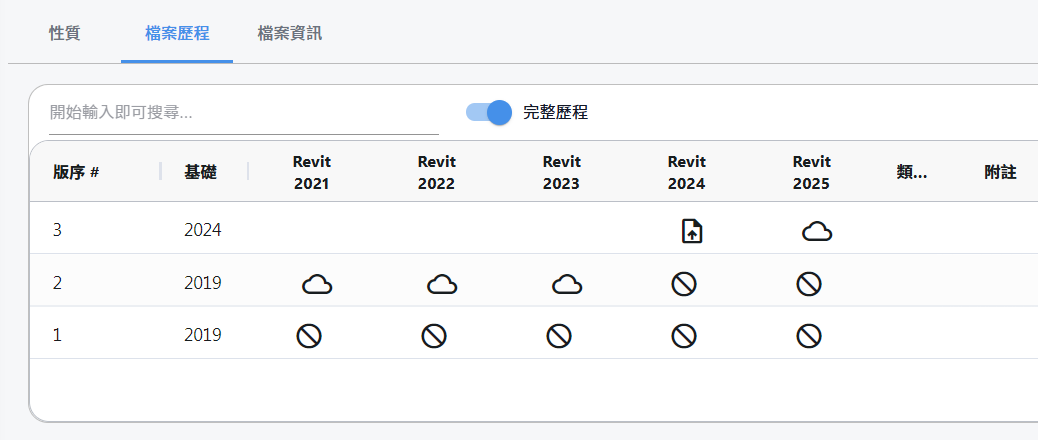 性質 檔案歷程 檔案資訊
開始輸入即可搜尋... 完整歷程
版序 # 基礎 Revit 2021 Revit 2022 Revit 2023 Revit 2024 Revit 2025 類... 附註
3 2024
2 2019
1 2019